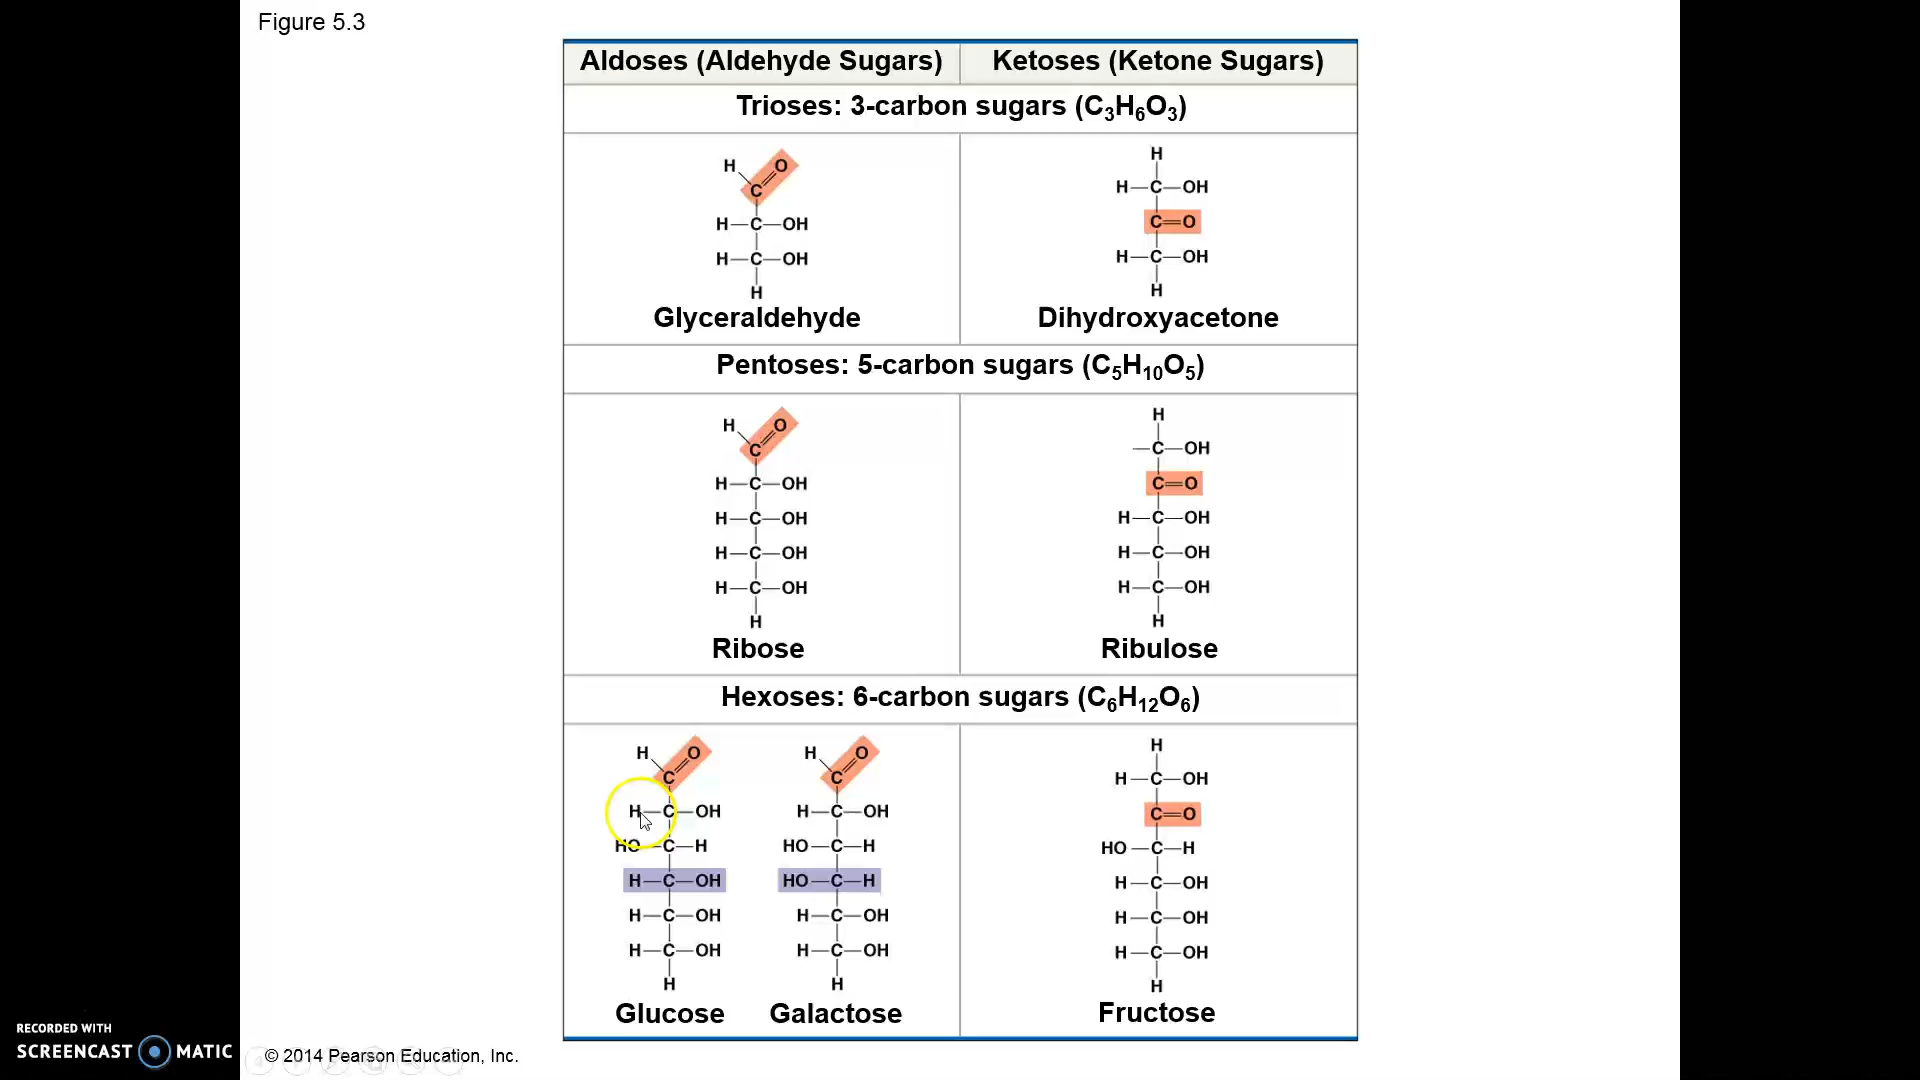 Figure 5.3
Aldoses (Aldehyde Sugars)
Ketoses (Ketone Sugars)
Trioses: 3-carbon sugars (C₃H₆O₃)
H O
C
H—C—OH
H—C—OH
H
Glyceraldehyde
H
H—C—OH
C=O
H—C—OH
H
Dihydroxyacetone
Pentoses: 5-carbon sugars (C₅H₁₀O₅)
H O
C
H—C—OH
H—C—OH
H—C—OH
H—C—OH
H
Ribose
H
—C—OH
C=O
H—C—OH
H—C—OH
H—C—OH
H
Ribulose
Hexoses: 6-carbon sugars (C₆H₁₂O₆)
H O
C
H—C—OH
HO—C—H
H—C—OH
H—C—OH
H—C—OH
H
Glucose
H O
C
H—C—OH
HO—C—H
HO—C—H
H—C—OH
H—C—OH
H
Galactose
H
H—C—OH
C=O
HO—C—H
H—C—OH
H—C—OH
H—C—OH
H
Fructose
RECORDED WITH
SCREENCAST MATIC
© 2014 Pearson Education, Inc.